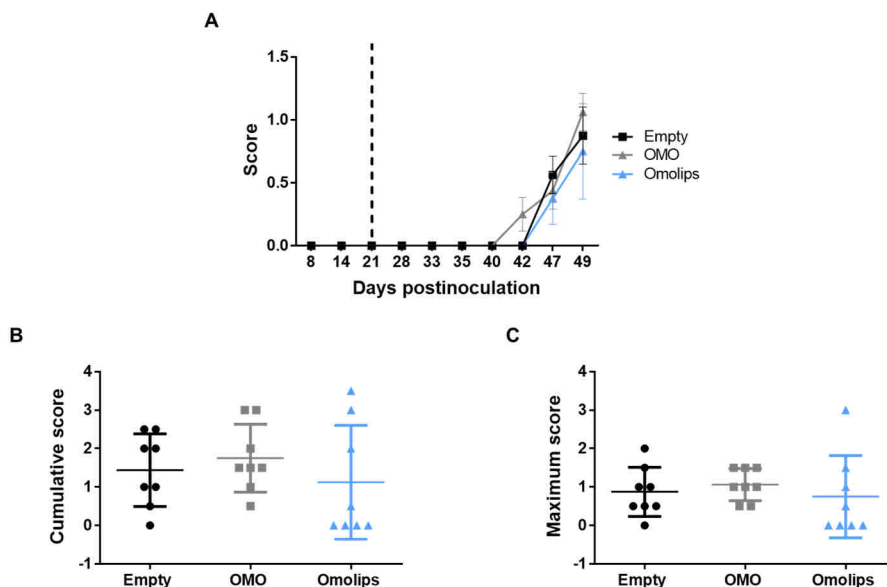 A
1.5
1.0
0.5
0.0
Score
8 14 21 28 33 35 40 42 47 49
Days postinoculation
Empty
OMO
Omolips
B
4
3
2
1
0
-1
Cumulative score
Empty OMO Omolips
C
4
3
2
1
0
-1
Maximum score
Empty OMO Omolips